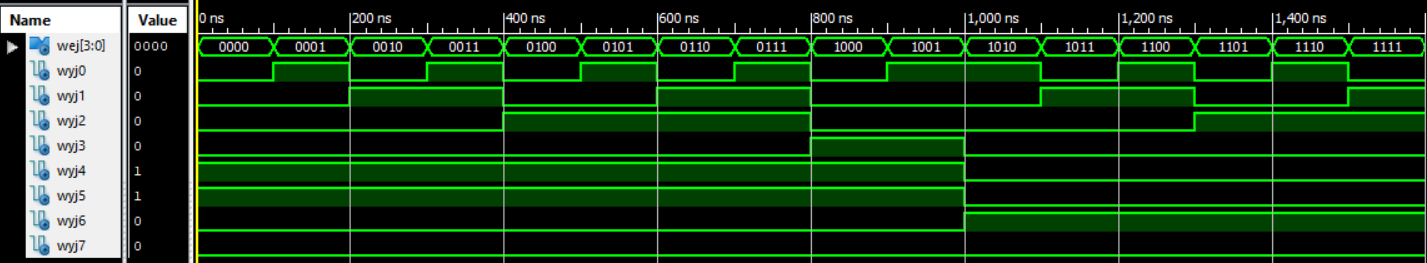 Name Value 0 ns 200 ns 400 ns 600 ns 800 ns 1,000 ns 1,200 ns 1,400 ns
wej[3:0] 0000 0000 0001 0010 0011 0100 0101 0110 0111 1000 1001 1010 1011 1100 1101 1110 1111
wyj0 0
wyj1 0
wyj2 0
wyj3 0
wyj4 1
wyj5 1
wyj6 0
wyj7 0